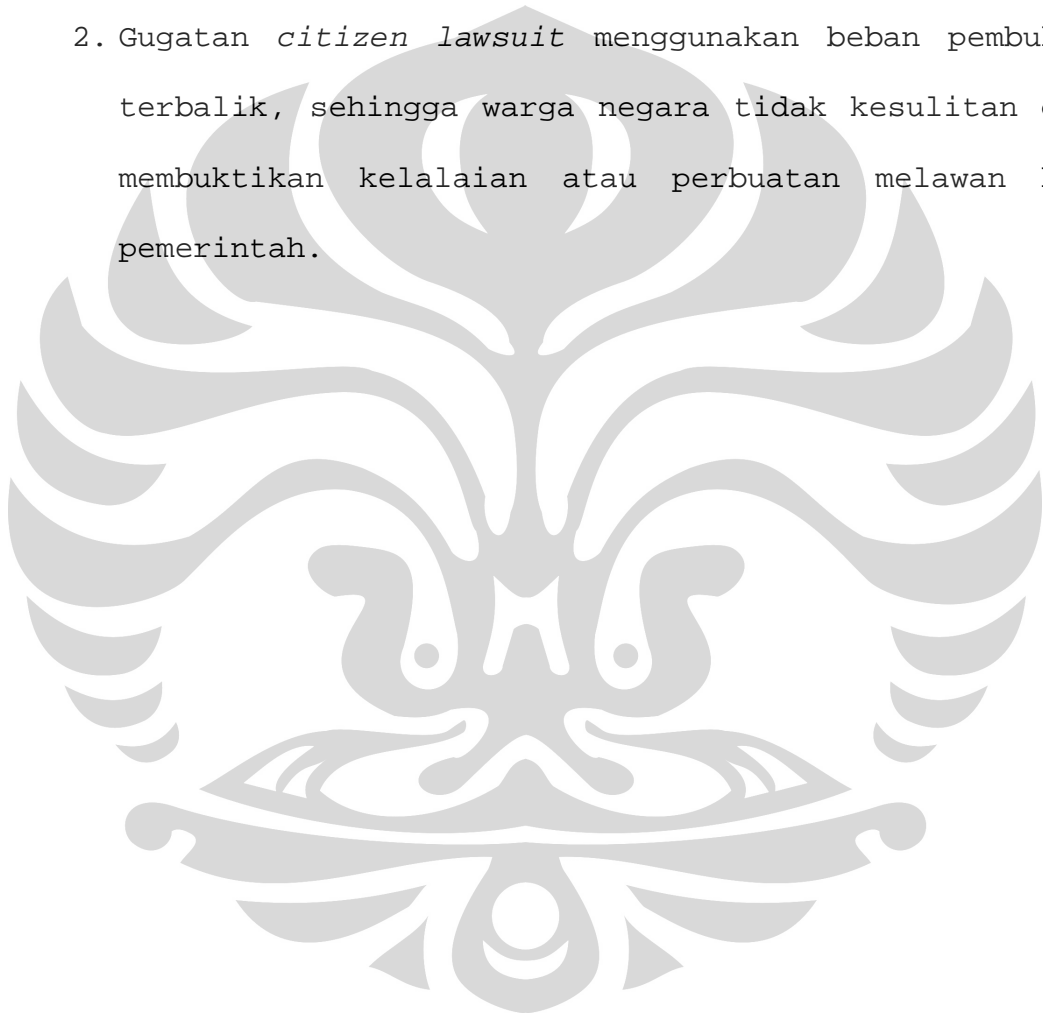 2. Gugatan citizen lawsuit menggunakan beban
terbalik, sehingga warga negara tidak kesulitan
membuktikan kelalaian atau perbuatan melawan
pemerintah.